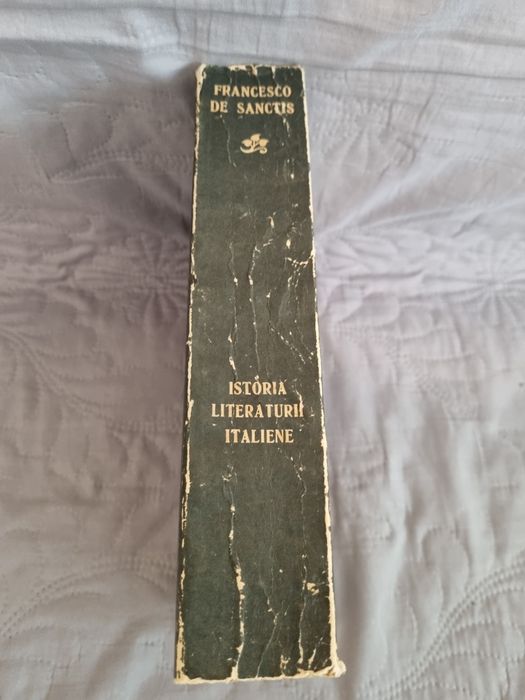 FRANCESCO
DE SANCTIS
ISTORIA
LITERATURII
ITALIENE